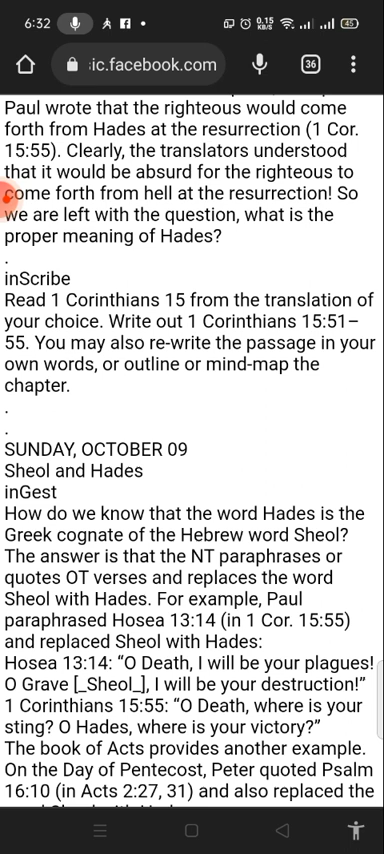 6:32
0.15
KB/S
45
sic.facebook.com
36
Paul wrote that the righteous would come
forth from Hades at the resurrection (1 Cor.
15:55). Clearly, the translators understood
that it would be absurd for the righteous to
come forth from hell at the resurrection! So
we are left with the question, what is the
proper meaning of Hades?
.
inScribe
Read 1 Corinthians 15 from the translation of
your choice. Write out 1 Corinthians 15:51–
55. You may also re-write the passage in your
own words, or outline or mind-map the
chapter.
.
.
SUNDAY, OCTOBER 09
Sheol and Hades
inGest
How do we know that the word Hades is the
Greek cognate of the Hebrew word Sheol?
The answer is that the NT paraphrases or
quotes OT verses and replaces the word
Sheol with Hades. For example, Paul
paraphrased Hosea 13:14 (in 1 Cor. 15:55)
and replaced Sheol with Hades:
Hosea 13:14: “O Death, I will be your plagues!
O Grave [_Sheol_], I will be your destruction!”
1 Corinthians 15:55: “O Death, where is your
sting? O Hades, where is your victory?”
The book of Acts provides another example.
On the Day of Pentecost, Peter quoted Psalm
16:10 (in Acts 2:27, 31) and also replaced the